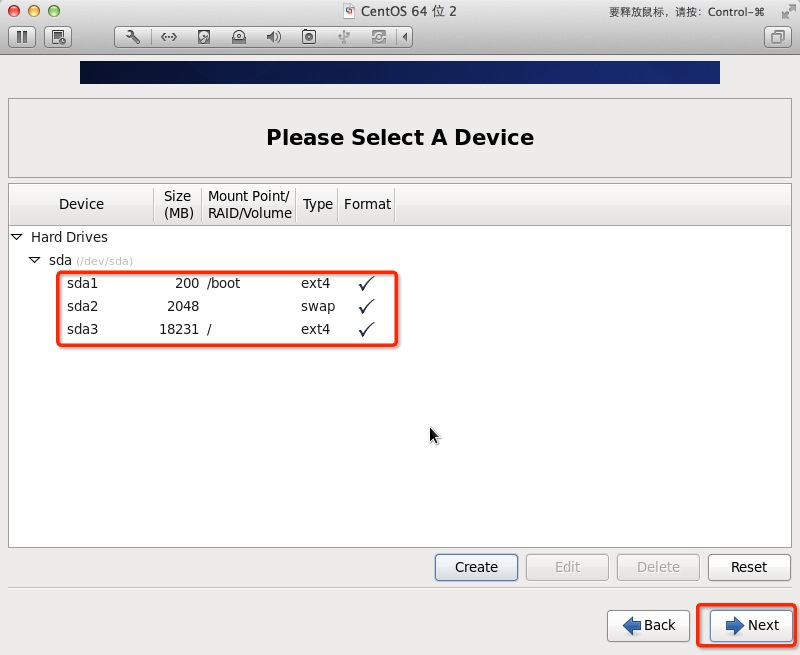 CentOS 64 位 2
要释放鼠标，请按：Control-⌘
Please Select A Device
Device
Size (MB)
Mount Point/ RAID/Volume
Type
Format
Hard Drives
sda (/dev/sda)
sda1 200 /boot ext4
sda2 2048 swap
sda3 18231 / ext4
Create Edit Delete Reset
Back Next